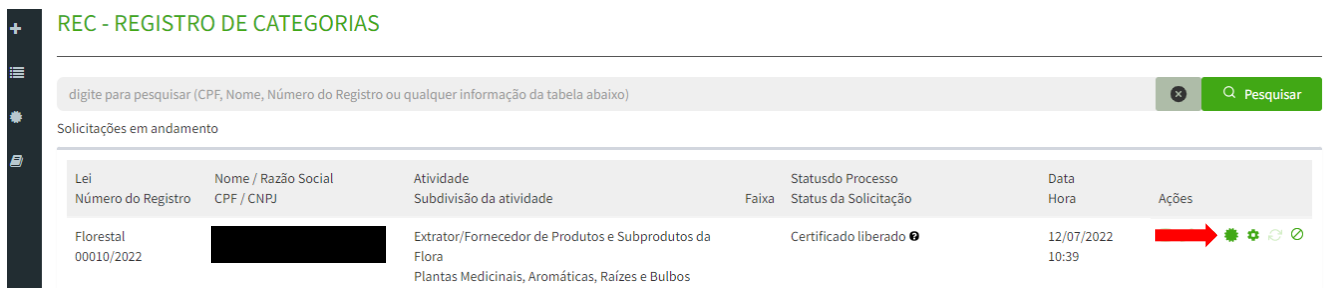 REC - REGISTRO DE CATEGORIAS
digite para pesquisar (CPF, Nome, Número do Registro ou qualquer informação da tabela abaixo)
Pesquisar
Solicitações em andamento
Lei
Número do Registro
Nome / Razão Social
CPF / CNPJ
Atividade
Subdivisão da atividade
Faixa
Statusdo Processo
Status da Solicitação
Data
Hora
Ações
Florestal
00010/2022
Extrator/Fornecedor de Produtos e Subprodutos da
Flora
Plantas Medicinais, Aromáticas, Raízes e Bulbos
Certificado liberado
12/07/2022
10:39